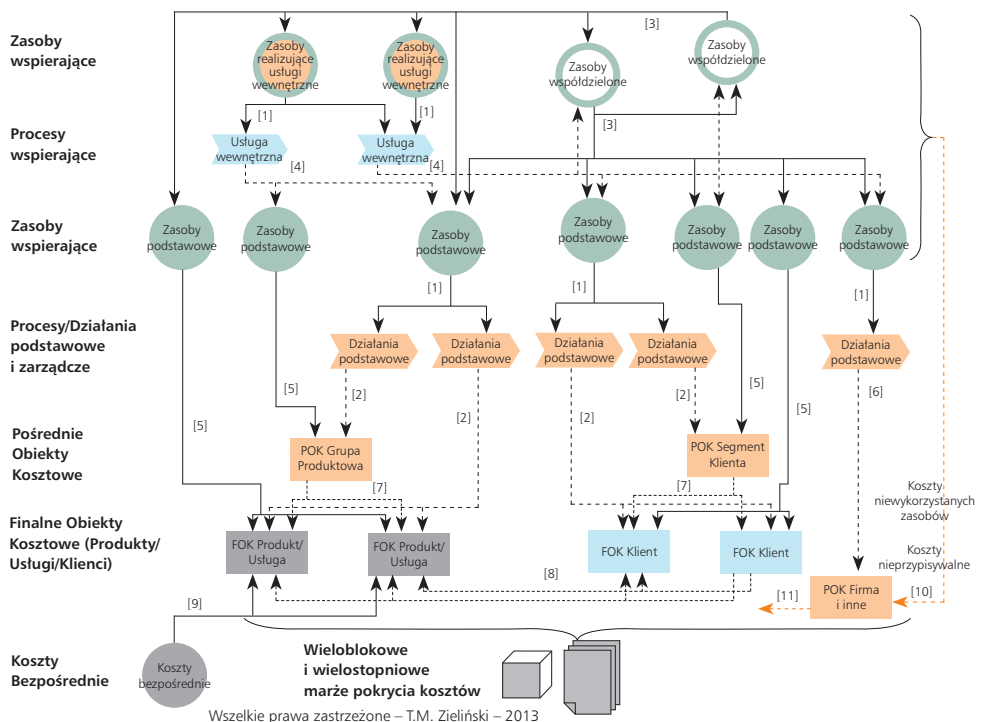 Zasoby
wspierające
Zasoby
realizujące
usługi
wewnętrzne
Zasoby
realizujące
usługi
wewnętrzne
Zasoby
współdzielone
[3]
Zasoby
współdzielone
[1]
[1]
[3]
Procesy
wspierające
Usługa
wewnętrzna
Usługa
wewnętrzna
[4]
[4]
Zasoby
wspierające
Zasoby
podstawowe
Zasoby
podstawowe
Zasoby
podstawowe
Zasoby
podstawowe
Zasoby
podstawowe
Zasoby
podstawowe
Zasoby
podstawowe
[1]
[1]
[1]
Procesy/Działania
podstawowe
i zarządcze
Działania
podstawowe
Działania
podstawowe
Działania
podstawowe
Działania
podstawowe
Działania
podstawowe
[5]
[5]
[2]
[2]
[2]
[2]
[5]
[5]
[6]
Pośrednie
Obiekty
Kosztowe
POK Grupa
Produktowa
POK Segment
Klienta
[7]
[7]
Koszty
niewykorzystanych
zasobów
Finalne Obiekty
Kosztowe (Produkty/
Usługi/Klienci)
FOK Produkt/
Usługa
FOK Produkt/
Usługa
FOK Klient
FOK Klient
Koszty
nieprzypisywalne
[8]
[9]
POK Firma
i inne
[10]
[11]
Koszty
Bezpośrednie
Koszty
bezpośrednie
Wieloblokowe
i wielostopniowe
marże pokrycia kosztów
Wszelkie prawa zastrzeżone – T.M. Zieliński – 2013